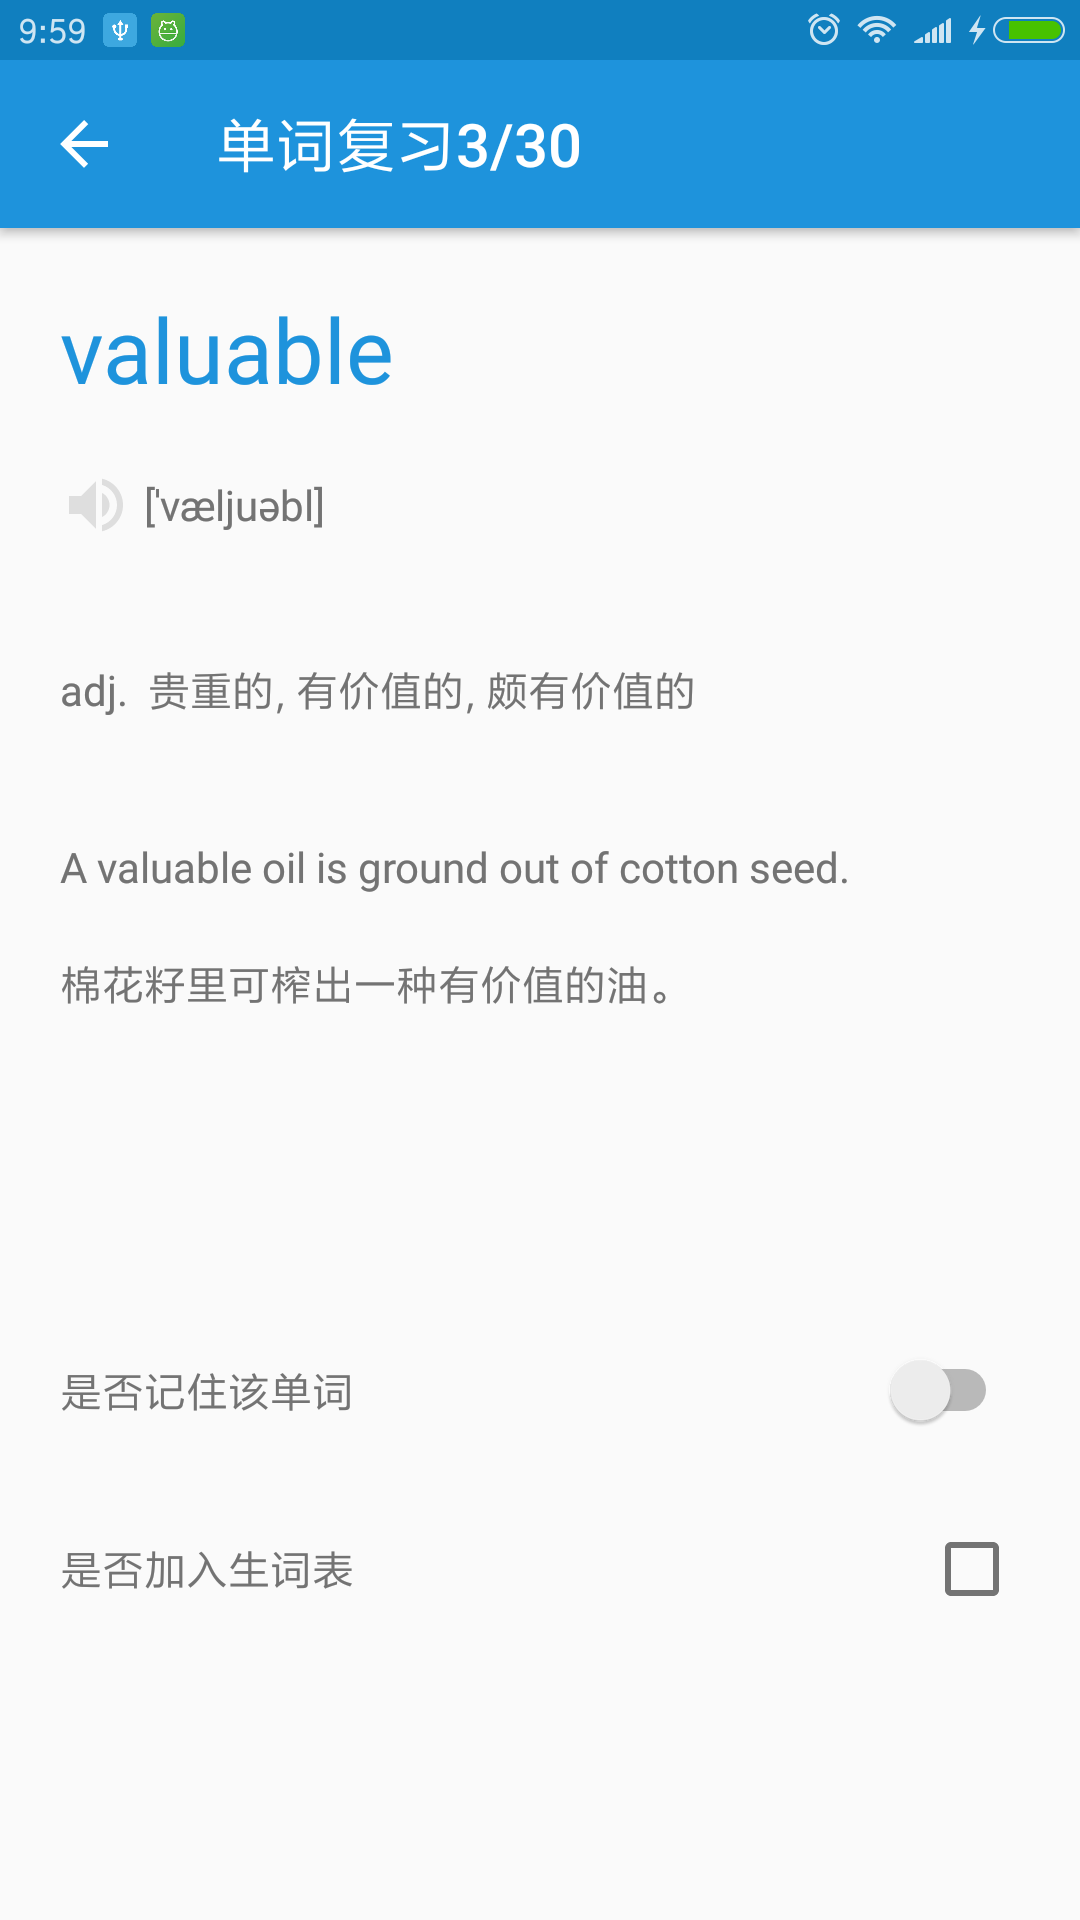 9:59
单词复习3/30
valuable
['væljuəbl]
adj. 贵重的, 有价值的, 颇有价值的
A valuable oil is ground out of cotton seed.
棉花籽里可榨出一种有价值的油。
是否记住该单词
是否加入生词表